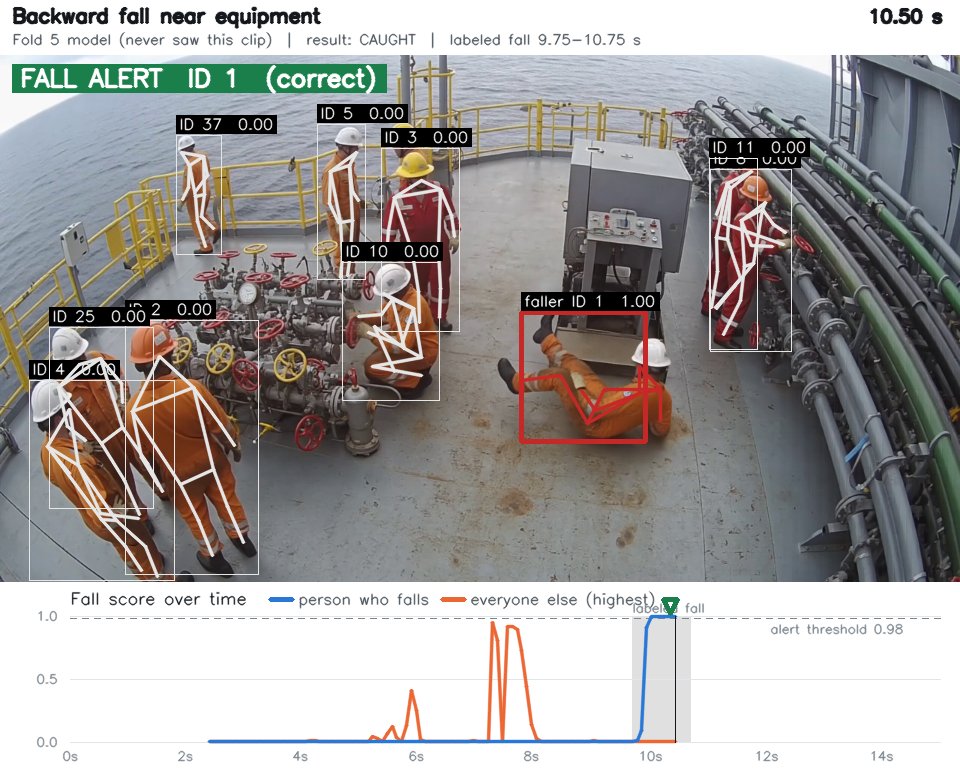 Backward fall near equipment
10.50 s
Fold 5 model (never saw this clip) | result: CAUGHT | labeled fall 9.75–10.75 s
FALL ALERT ID 1 (correct)
ID 5 0.00
ID 37 0.00
ID 3 0.00
ID 11 0.00
0.00
ID 10 0.00
faller ID 1 1.00
ID 25 0.00
2 0.00
ID 4 0.00
Fall score over time
person who falls
everyone else (highest)
labeled fall
1.0
alert threshold 0.98
0.5
0.0
0s 2s 4s 6s 8s 10s 12s 14s